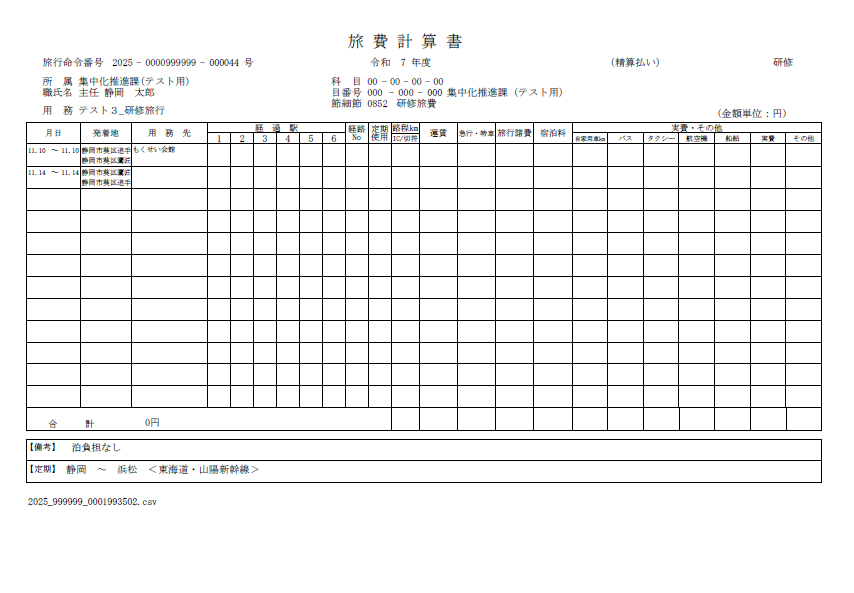 旅 費 計 算 書
旅行命令番号 2025 - 0000999999 - 000044 号 令和 7 年度 (精算払い) 研修
所 属 集中化推進課(テスト用) 科 目 00 - 00 - 00 - 00
職氏名 主任 静岡 太郎 目番号 000 - 000 - 000 集中化推進課 (テスト用)
節細節 0852 研修旅費
用 務 テスト３_研修旅行 (金額単位：円)
月日 発着地 用 務 先 経 過 駅 経路No 定期使用 路程km 運賃 急行・特車 旅行諸費 宿泊料 実費・その他
1 2 3 4 5 6 IC/切符 自家用車km バス タクシー 航空機 船舶 実費 その他
11.10 ～ 11.10 静岡市葵区追手 もくせい会館
静岡市葵区鷹匠
11.14 ～ 11.14 静岡市葵区鷹匠
静岡市葵区追手
合 計 0円
【備考】 泊負担なし
【定期】 静岡 ～ 浜松 ＜東海道・山陽新幹線＞
2025_999999_0001993502.csv